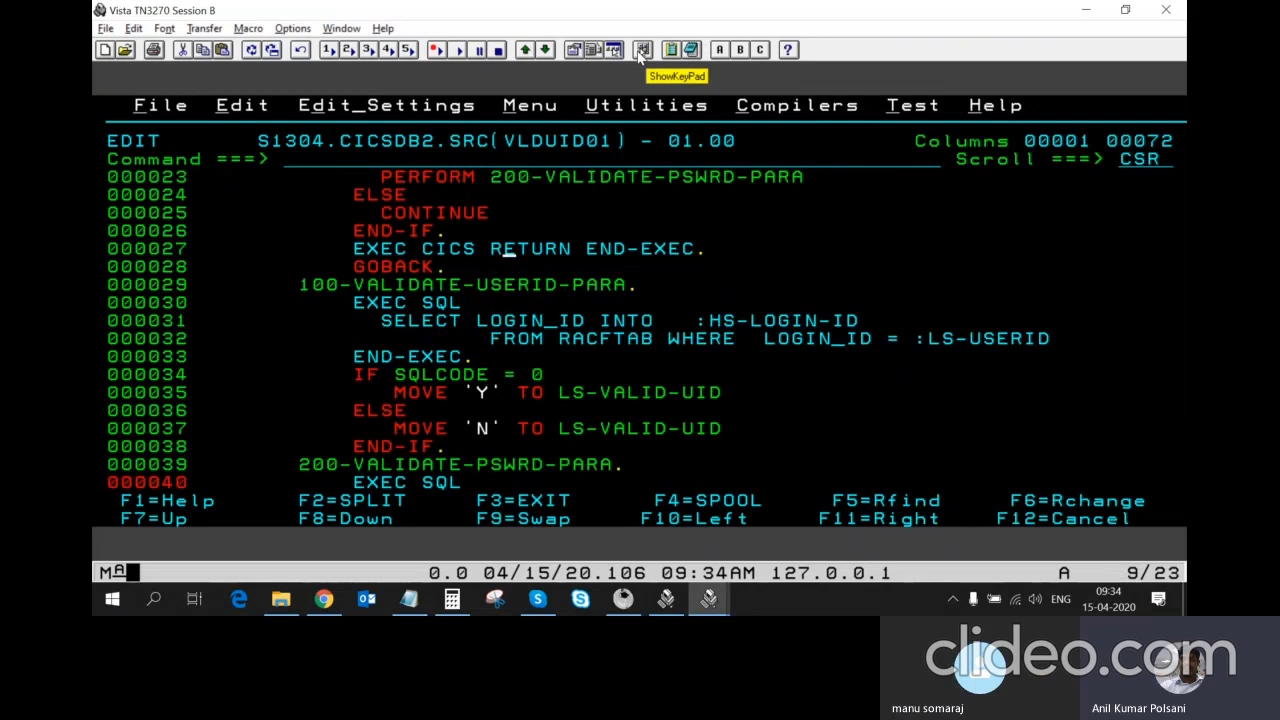 Vista TN3270 Session B
File Edit Font Transfer Macro Options Window Help
1 2 3 4 5 A B C ?
ShowKeyPad
File Edit Edit_Settings Menu Utilities Compilers Test Help
EDIT S1304.CICSDB2.SRC(VLDUID01) - 01.00 Columns 00001 00072
Command ===> Scroll ===> CSR
000023 PERFORM 200-VALIDATE-PSWRD-PARA
000024 ELSE
000025 CONTINUE
000026 END-IF.
000027 EXEC CICS RETURN END-EXEC.
000028 GOBACK.
000029 100-VALIDATE-USERID-PARA.
000030 EXEC SQL
000031 SELECT LOGIN_ID INTO :HS-LOGIN-ID
000032 FROM RACFTAB WHERE LOGIN_ID = :LS-USERID
000033 END-EXEC.
000034 IF SQLCODE = 0
000035 MOVE 'Y' TO LS-VALID-UID
000036 ELSE
000037 MOVE 'N' TO LS-VALID-UID
000038 END-IF.
000039 200-VALIDATE-PSWRD-PARA.
000040 EXEC SQL
F1=Help F2=SPLIT F3=EXIT F4=SPOOL F5=Rfind F6=Rchange
F7=Up F8=Down F9=Swap F10=Left F11=Right F12=Cancel
MA 0.0 04/15/20.106 09:34AM 127.0.0.1 A 9/23
ENG 09:34
15-04-2020
clideo.com
manu somaraj Anil Kumar Polsani